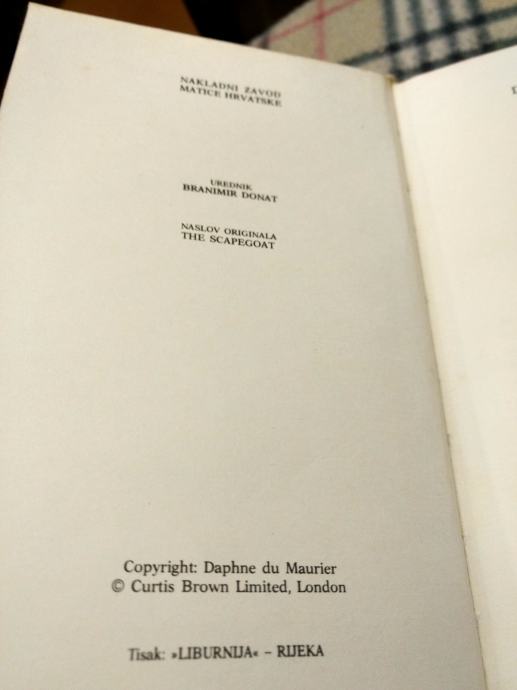 NAKLADNI ZAVOD
MATICE HRVATSKE
UREDNIK
BRANIMIR DONAT
NASLOV ORIGINALA
THE SCAPEGOAT
Copyright: Daphne du Maurier
© Curtis Brown Limited, London
Tisak: »LIBURNIJA« – RIJEKA